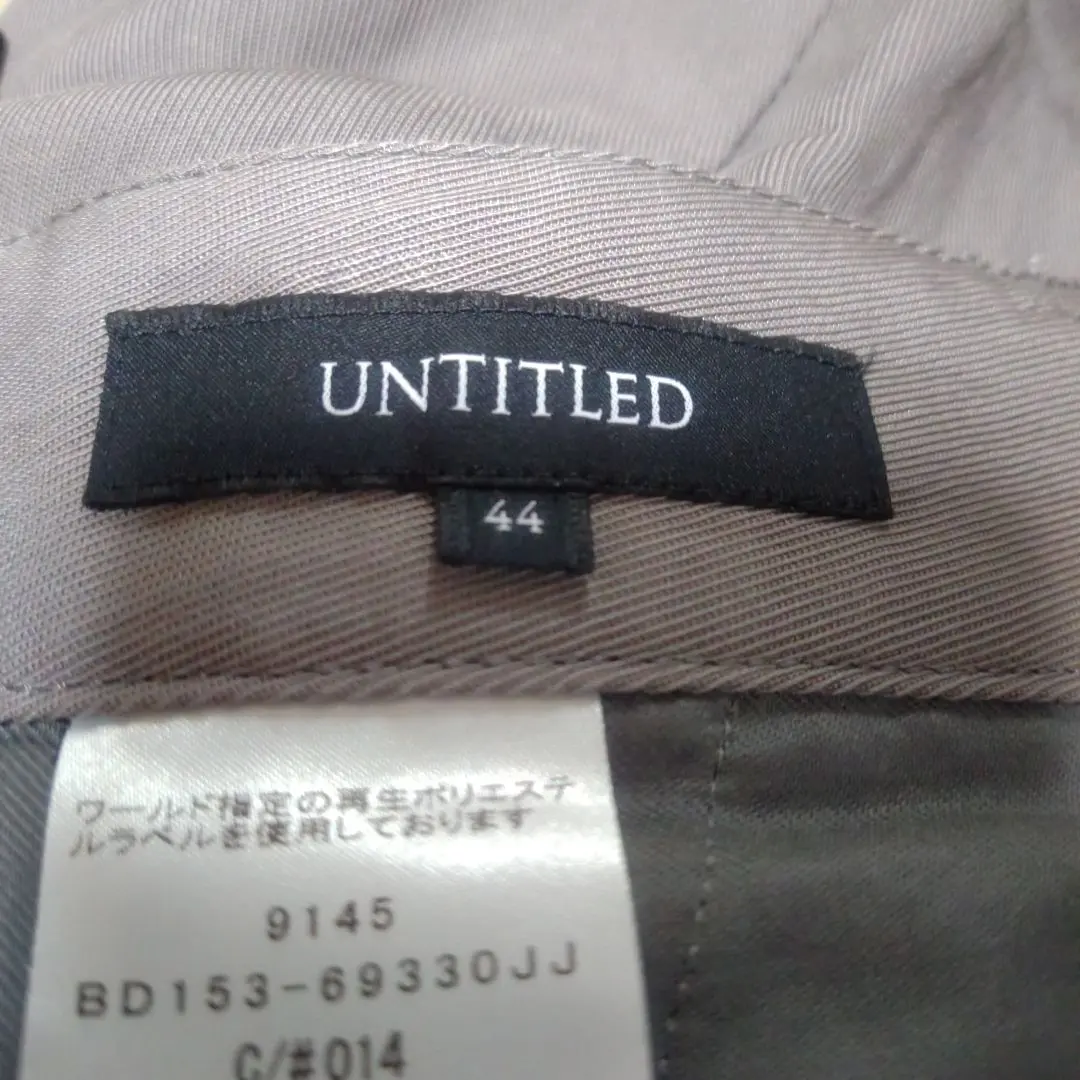 UNTITLED
44
ワールド指定の再生ポリエステ
ルラベルを使用しております
9145
BD153-69330JJ
C/#014